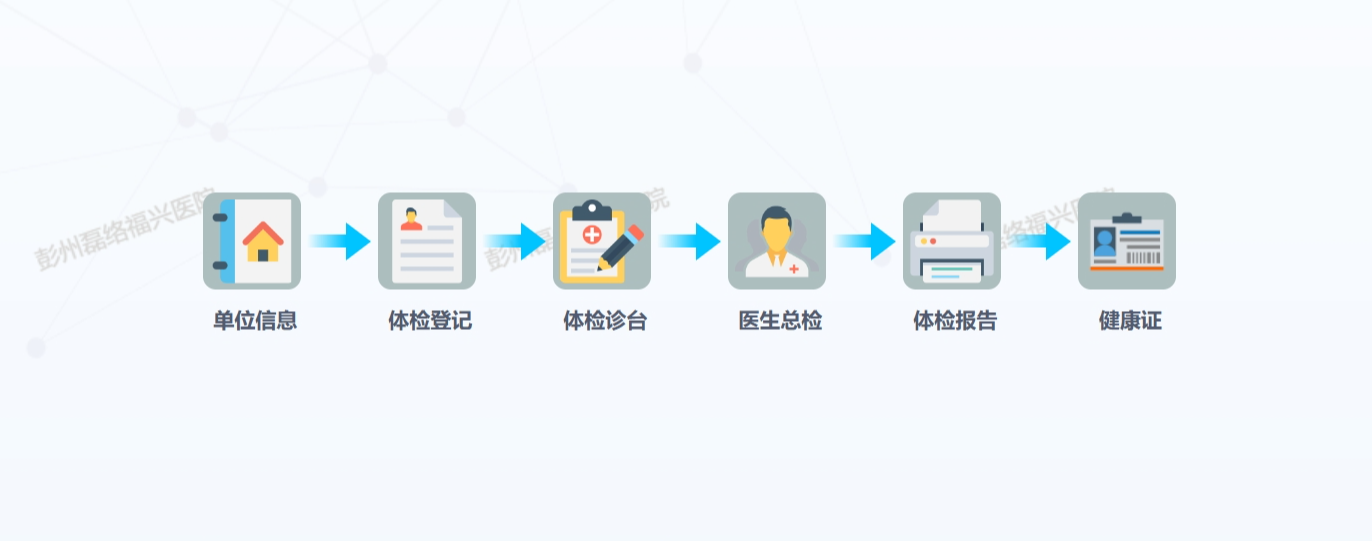 彭州磊络福兴医院
单位信息
体检登记
体检诊台
医生总检
体检报告
健康证